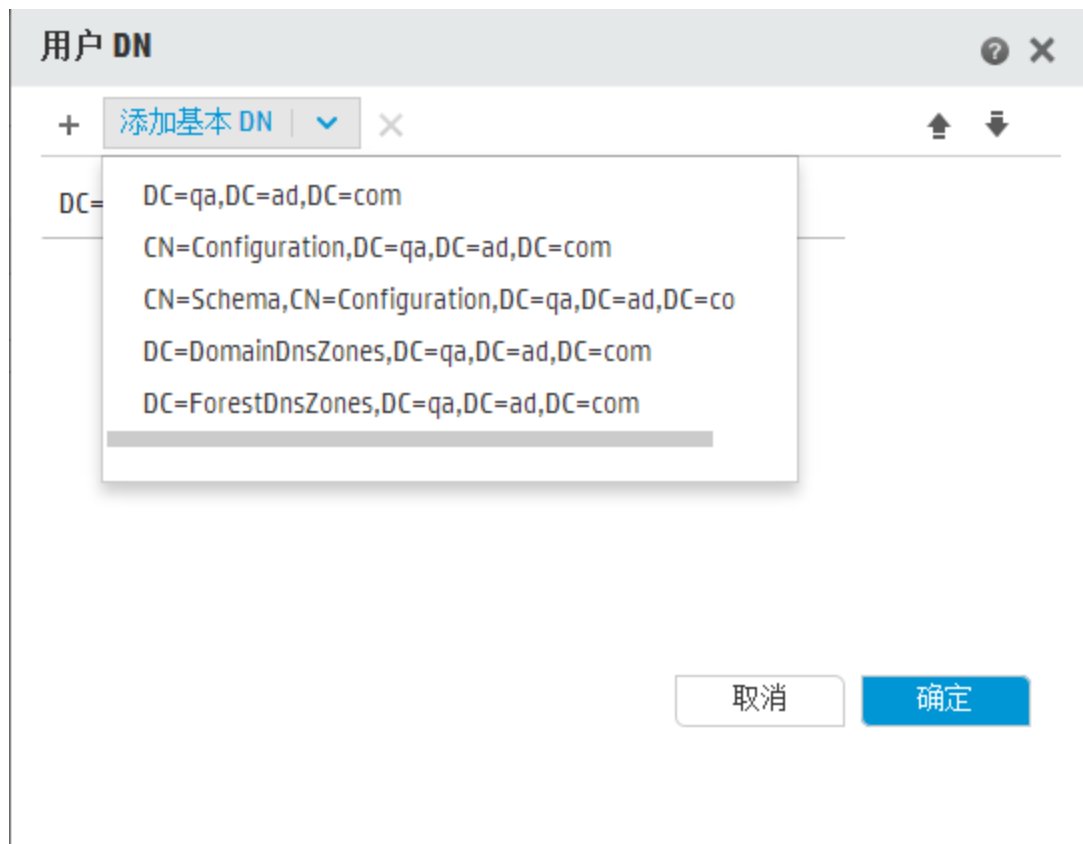 用户 DN
添加基本 DN
DC=
DC=qa,DC=ad,DC=com
CN=Configuration,DC=qa,DC=ad,DC=com
CN=Schema,CN=Configuration,DC=qa,DC=ad,DC=co
DC=DomainDnsZones,DC=qa,DC=ad,DC=com
DC=ForestDnsZones,DC=qa,DC=ad,DC=com
取消 确定